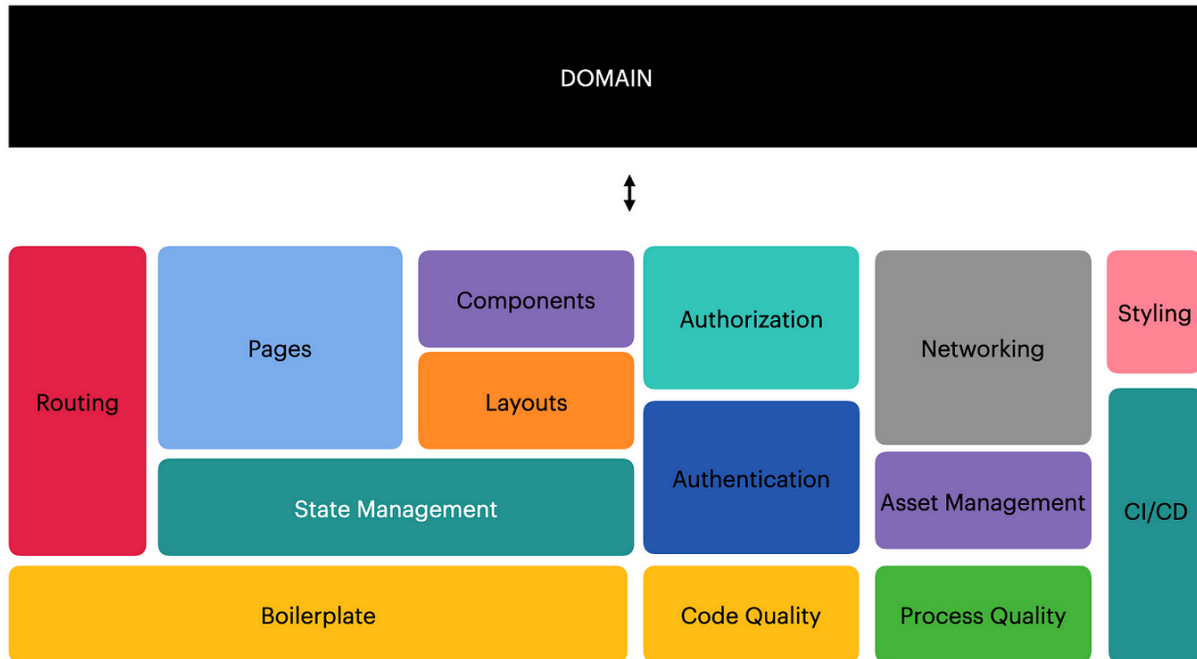 DOMAIN
Routing
Pages
Components
Layouts
State Management
Authorization
Authentication
Networking
Asset Management
Styling
CI/CD
Boilerplate
Code Quality
Process Quality